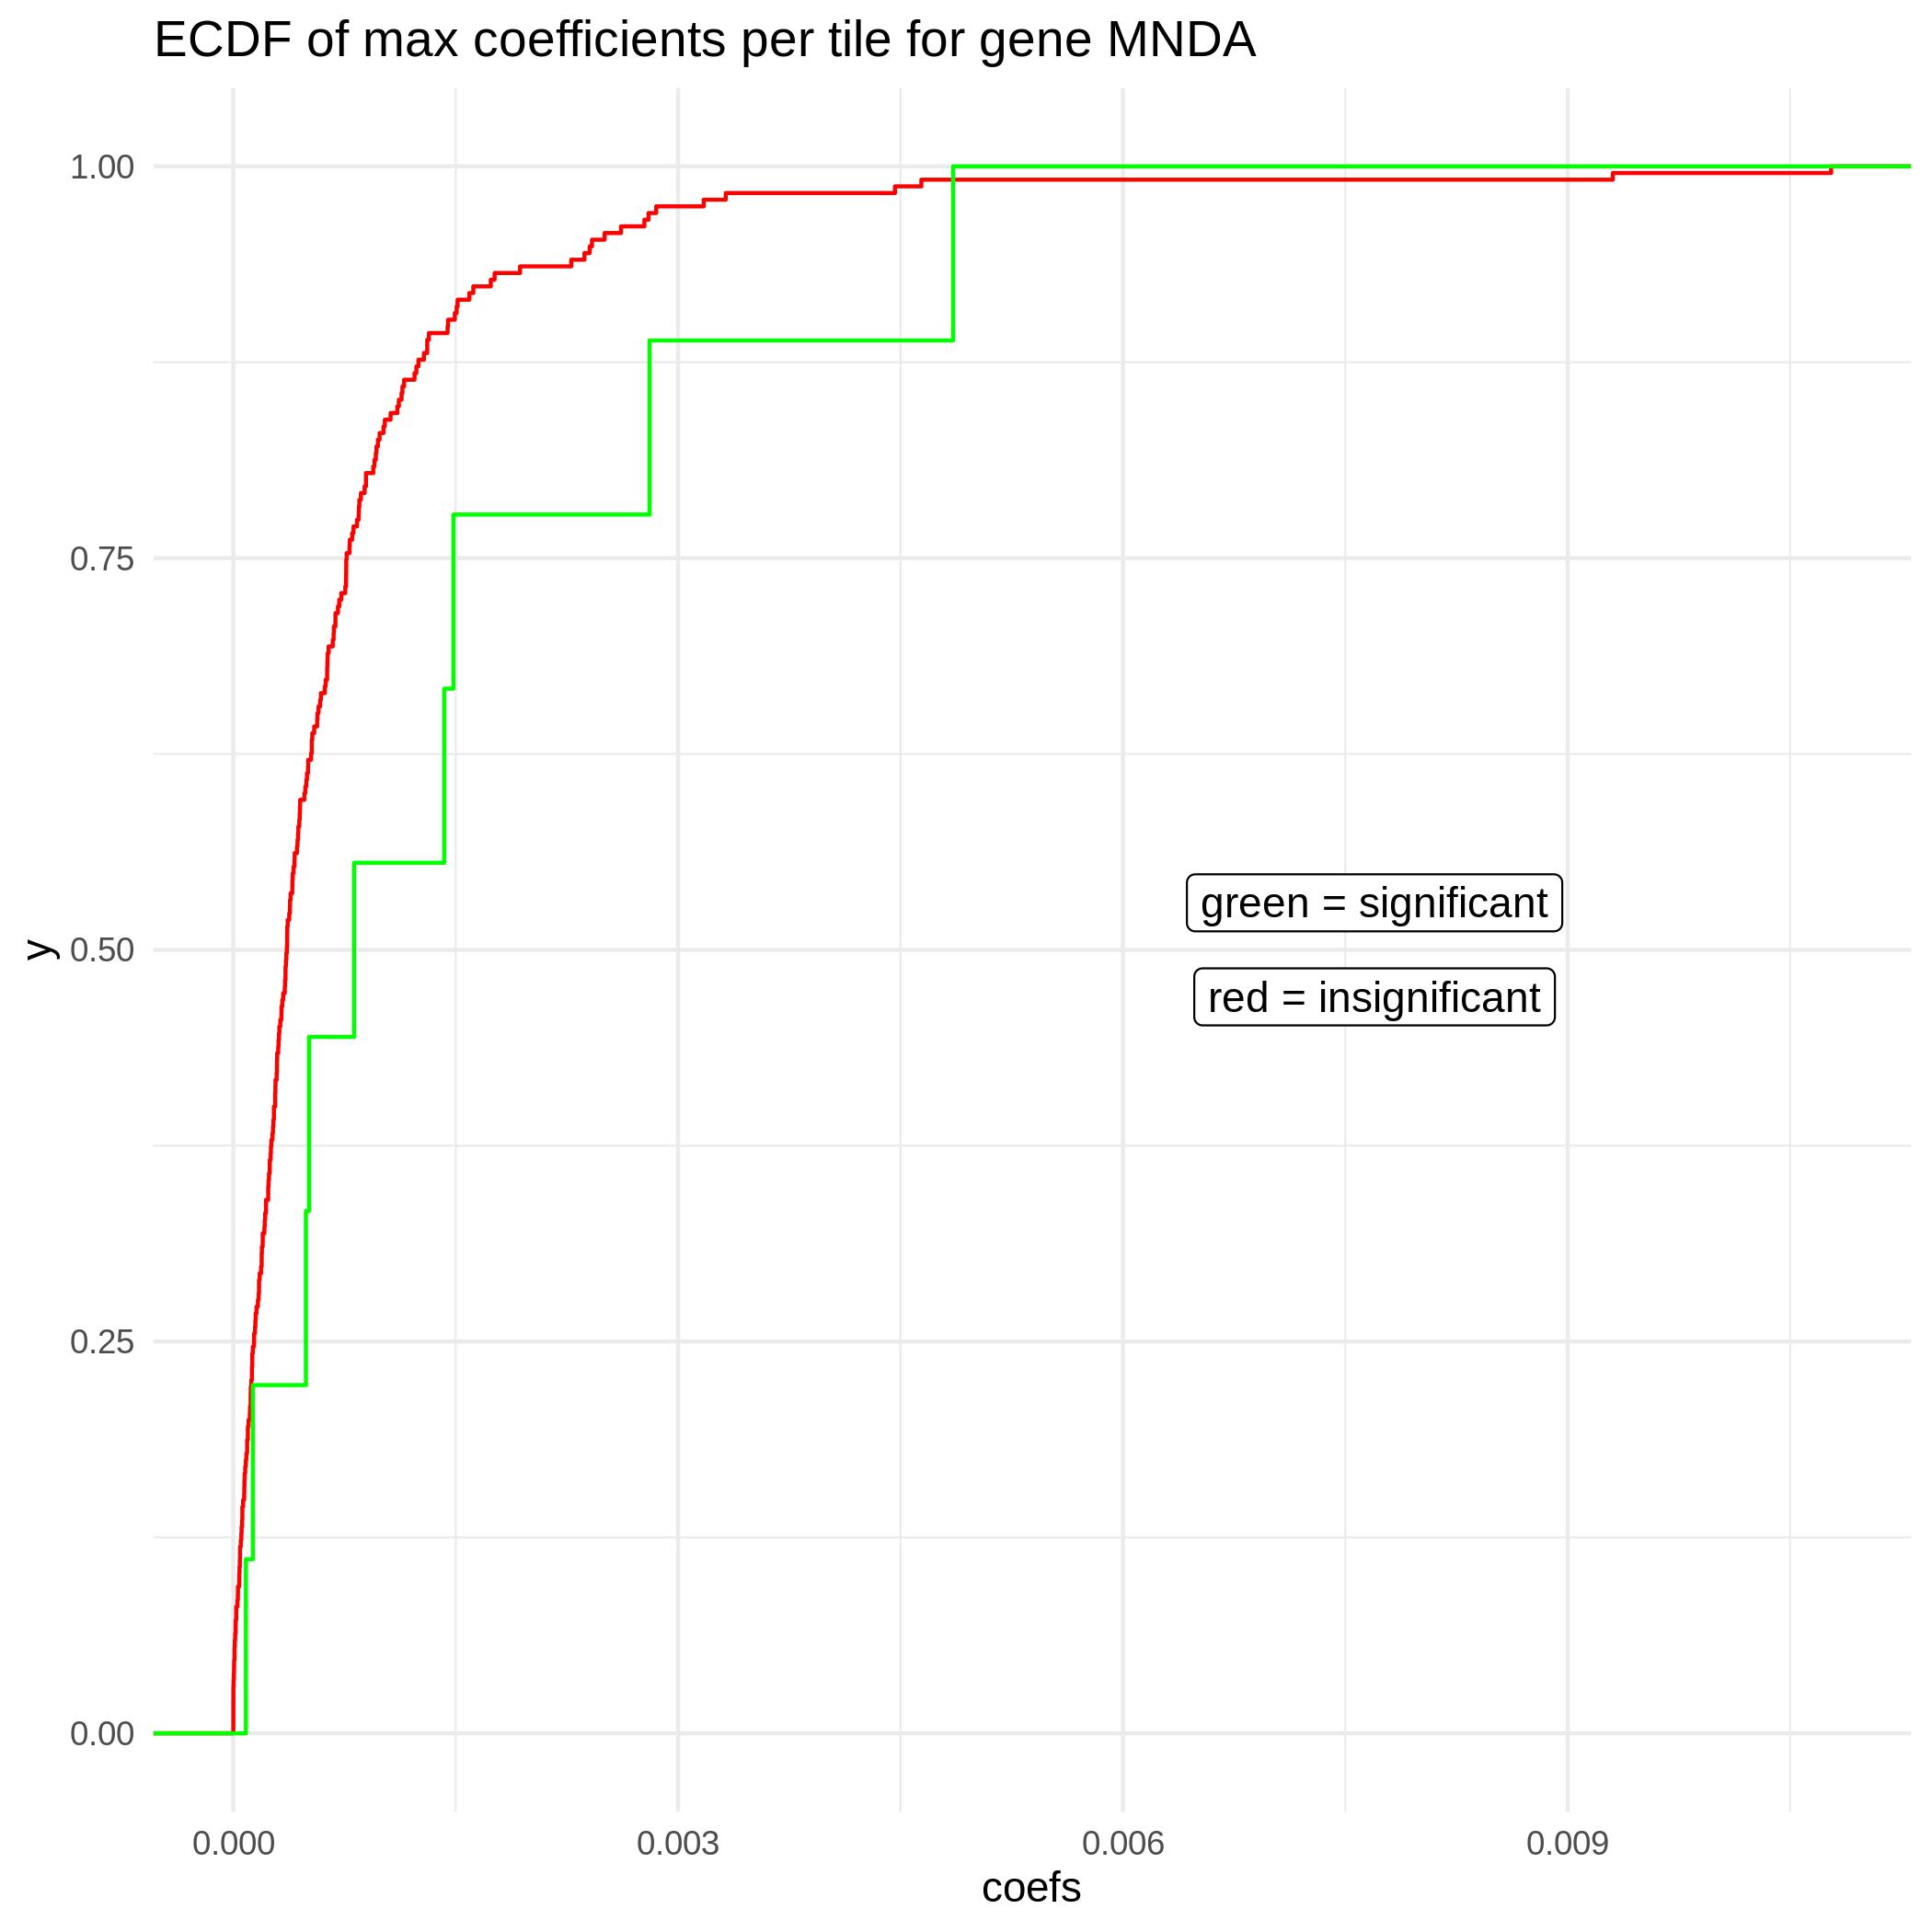 ECDF of max coefficients per tile for gene MNDA
1.00
0.75
0.50
0.25
0.00
y
green = significant
red = insignificant
0.000 0.003 0.006 0.009
coefs